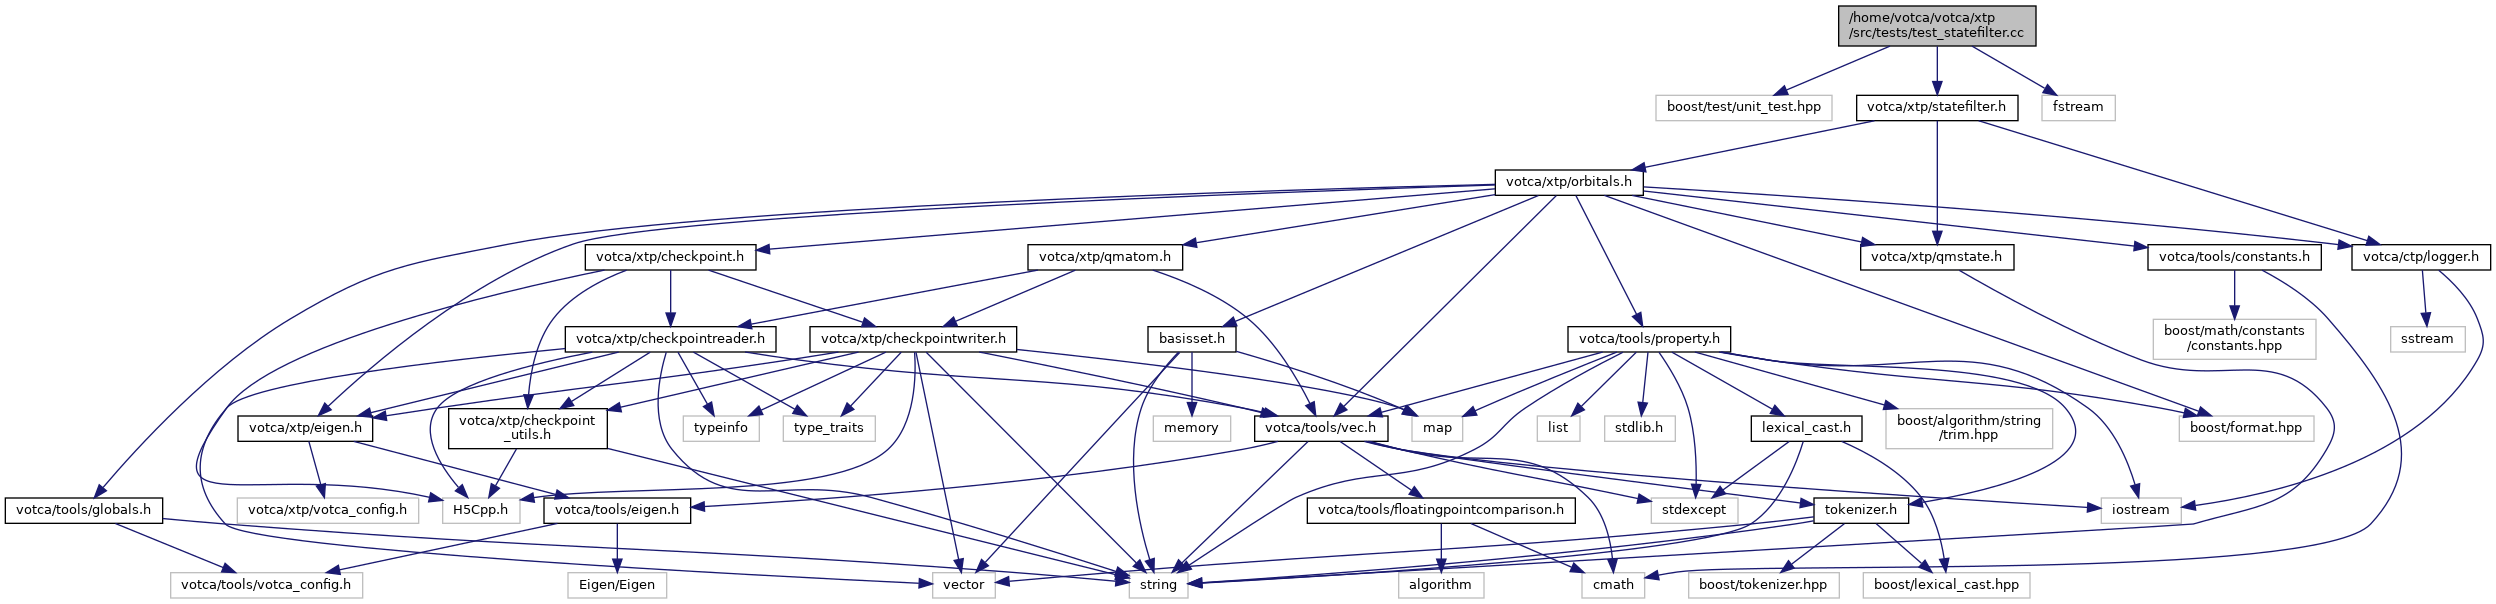 /home/votca/votca/xtp
/src/tests/test_statefilter.cc
boost/test/unit_test.hpp
votca/xtp/statefilter.h
fstream
votca/xtp/orbitals.h
votca/xtp/checkpoint.h
votca/xtp/qmatom.h
votca/xtp/qmstate.h
votca/tools/constants.h
votca/ctp/logger.h
votca/xtp/checkpointreader.h
votca/xtp/checkpointwriter.h
basisset.h
votca/tools/property.h
boost/math/constants
/constants.hpp
sstream
votca/xtp/eigen.h
votca/xtp/checkpoint
_utils.h
typeinfo
type_traits
memory
votca/tools/vec.h
map
list
stdlib.h
lexical_cast.h
boost/algorithm/string
/trim.hpp
boost/format.hpp
votca/tools/globals.h
votca/xtp/votca_config.h
H5Cpp.h
votca/tools/eigen.h
votca/tools/floatingpointcomparison.h
stdexcept
tokenizer.h
iostream
votca/tools/votca_config.h
Eigen/Eigen
vector
string
algorithm
cmath
boost/tokenizer.hpp
boost/lexical_cast.hpp